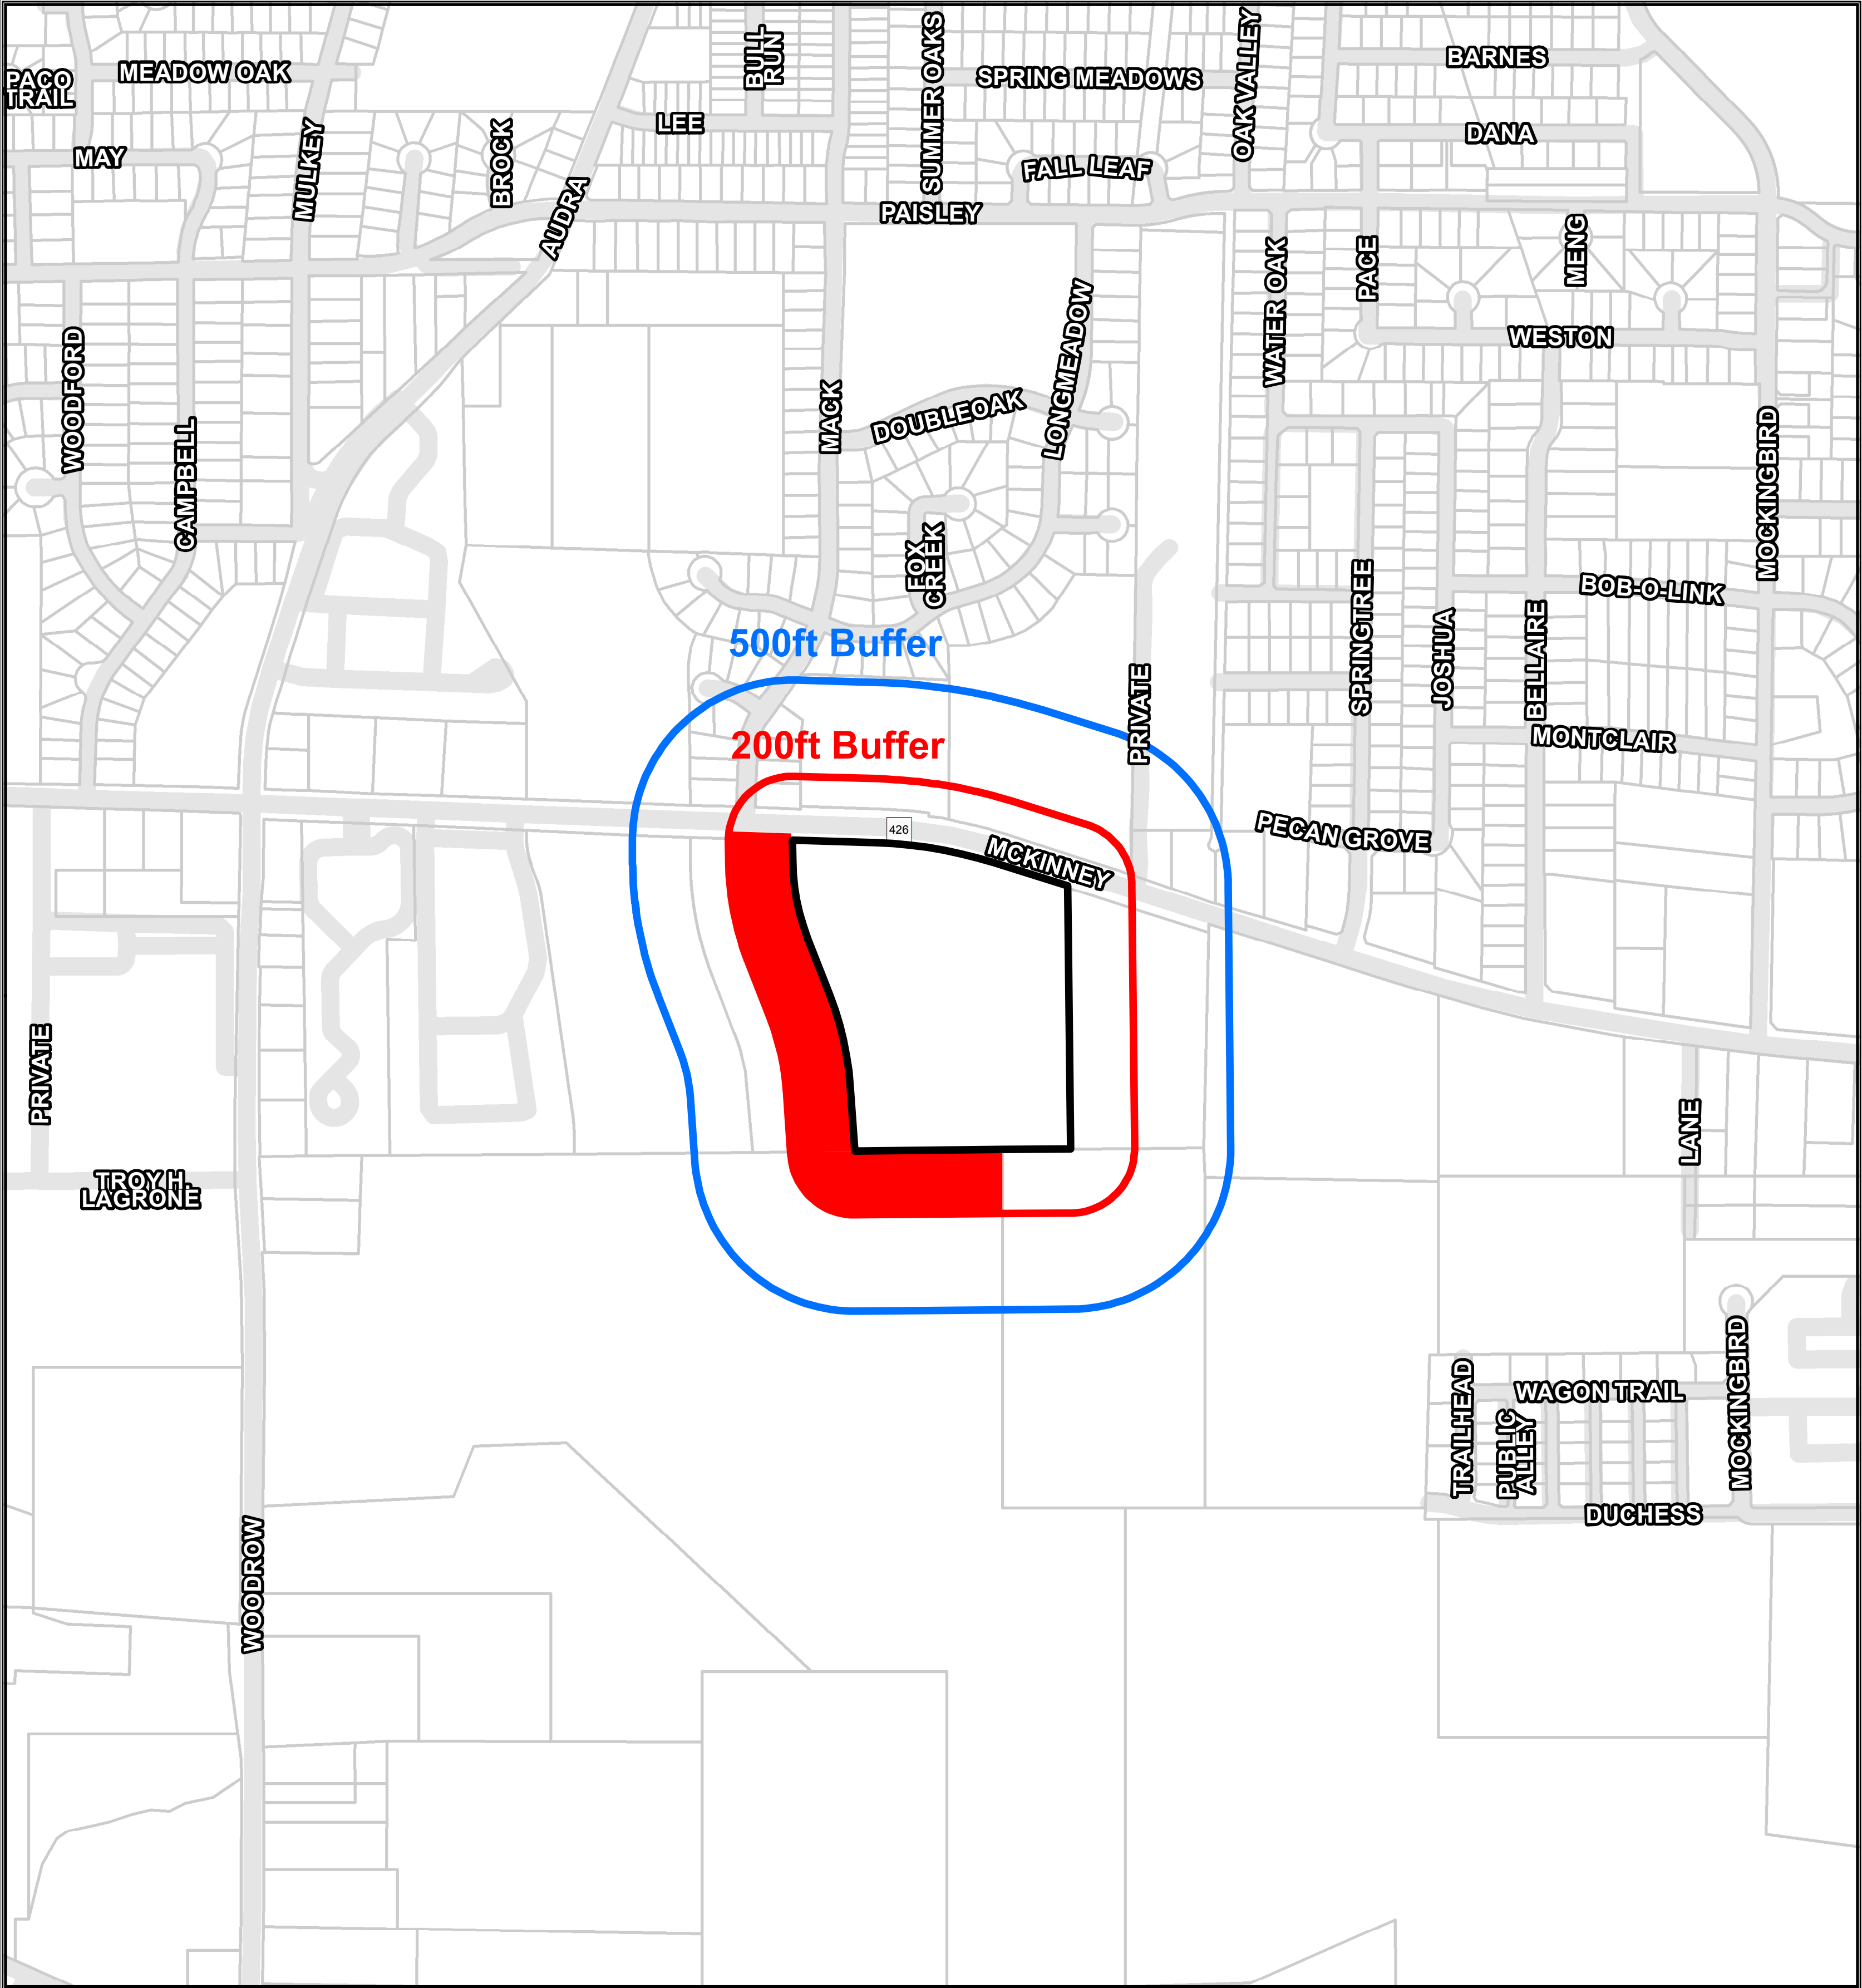 PACO
TRAIL
MEADOW OAK
MAY
MULKEY
BROCK
AUDRA
LEE
BULL
RUN
SUMMER OAKS
SPRING MEADOWS
OAK VALLEY
BARNES
DANA
FALL LEAF
PAISLEY
WATER OAK
PACE
MENG
WESTON
WOODFORD
CAMPBELL
MACK
DOUBLEOAK
LONGMEADOW
FOX
CREEK
MOCKINGBIRD
SPRINGTREE
JOSHUA
BELLAIRE
BOB-O-LINK
MONTCLAIR
PRIVATE
500ft Buffer
200ft Buffer
426
MCKINNEY
PECAN GROVE
PRIVATE
LANE
TROY H.
LAGRONE
WOODROW
TRAILHEAD
WAGON TRAIL
PUBLIC
ALLEY
MOCKINGBIRD
DUCHESS